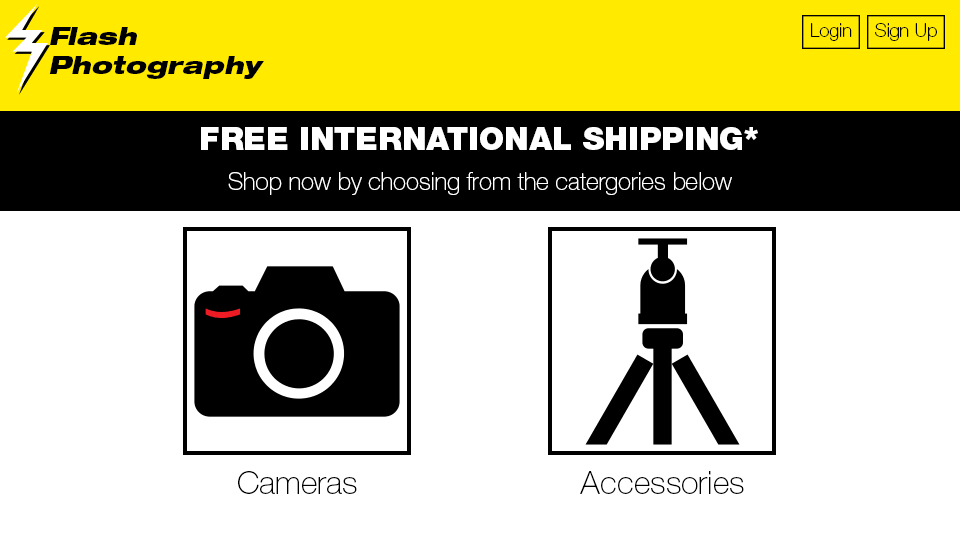 Flash
Photography
Login
Sign Up
FREE INTERNATIONAL SHIPPING*
Shop now by choosing from the catergories below
Cameras
Accessories